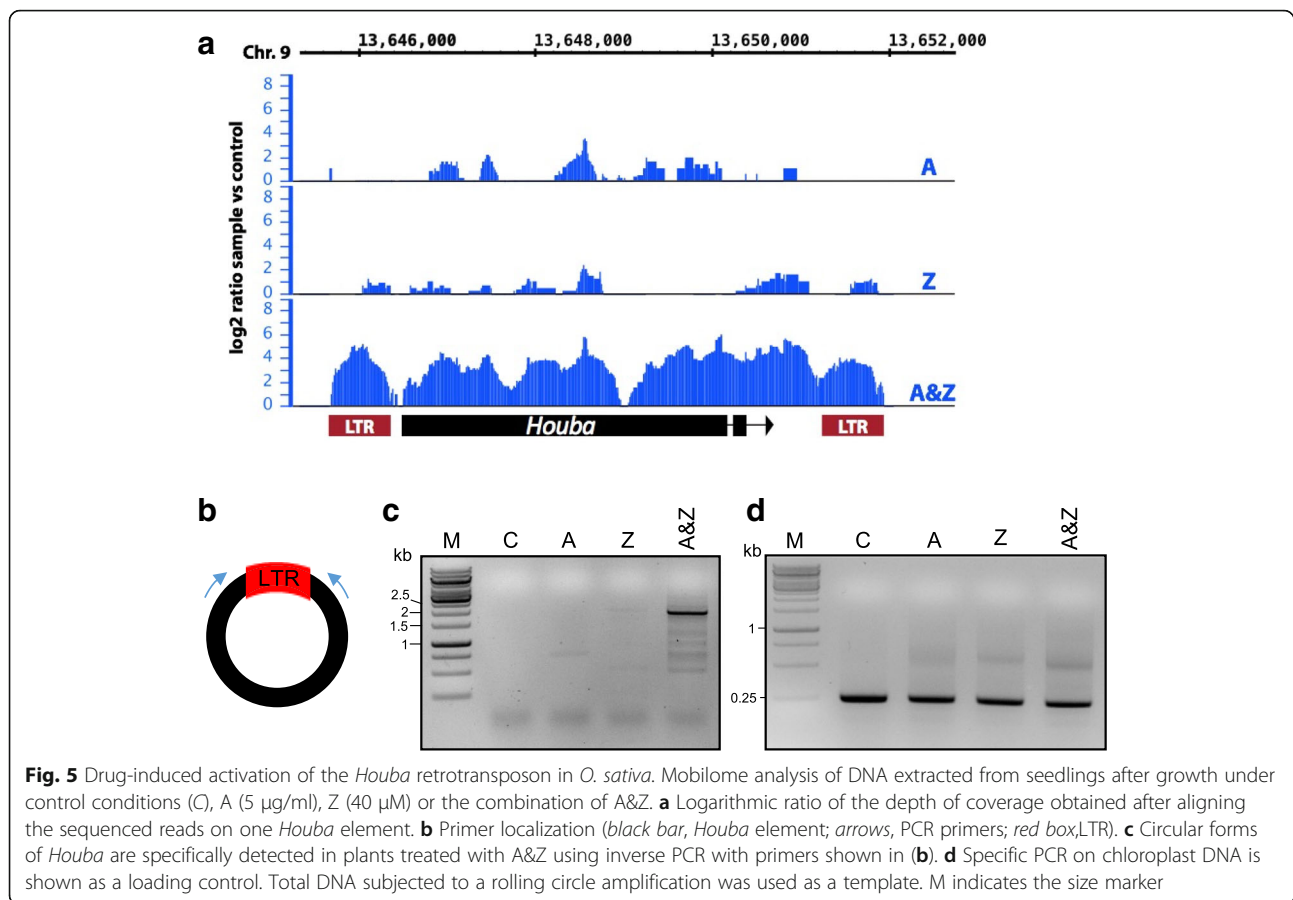 a
Chr. 9
13,646,000 13,648,000 13,650,000 13,652,000
log2 ratio sample vs control
8
6
4
2
0
A
8
6
4
2
0
Z
8
6
4
2
0
A&Z
LTR Houba LTR
b
LTR
c
kb M C A Z A&Z
2.5
2
1.5
1
d
kb M C A Z A&Z
1
0.25
Fig. 5 Drug-induced activation of the Houba retrotransposon in O. sativa. Mobilome analysis of DNA extracted from seedlings after growth under
control conditions (C), A (5 μg/ml), Z (40 μM) or the combination of A&Z. a Logarithmic ratio of the depth of coverage obtained after aligning
the sequenced reads on one Houba element. b Primer localization (black bar, Houba element; arrows, PCR primers; red box,LTR). c Circular forms
of Houba are specifically detected in plants treated with A&Z using inverse PCR with primers shown in (b). d Specific PCR on chloroplast DNA is
shown as a loading control. Total DNA subjected to a rolling circle amplification was used as a template. M indicates the size marker